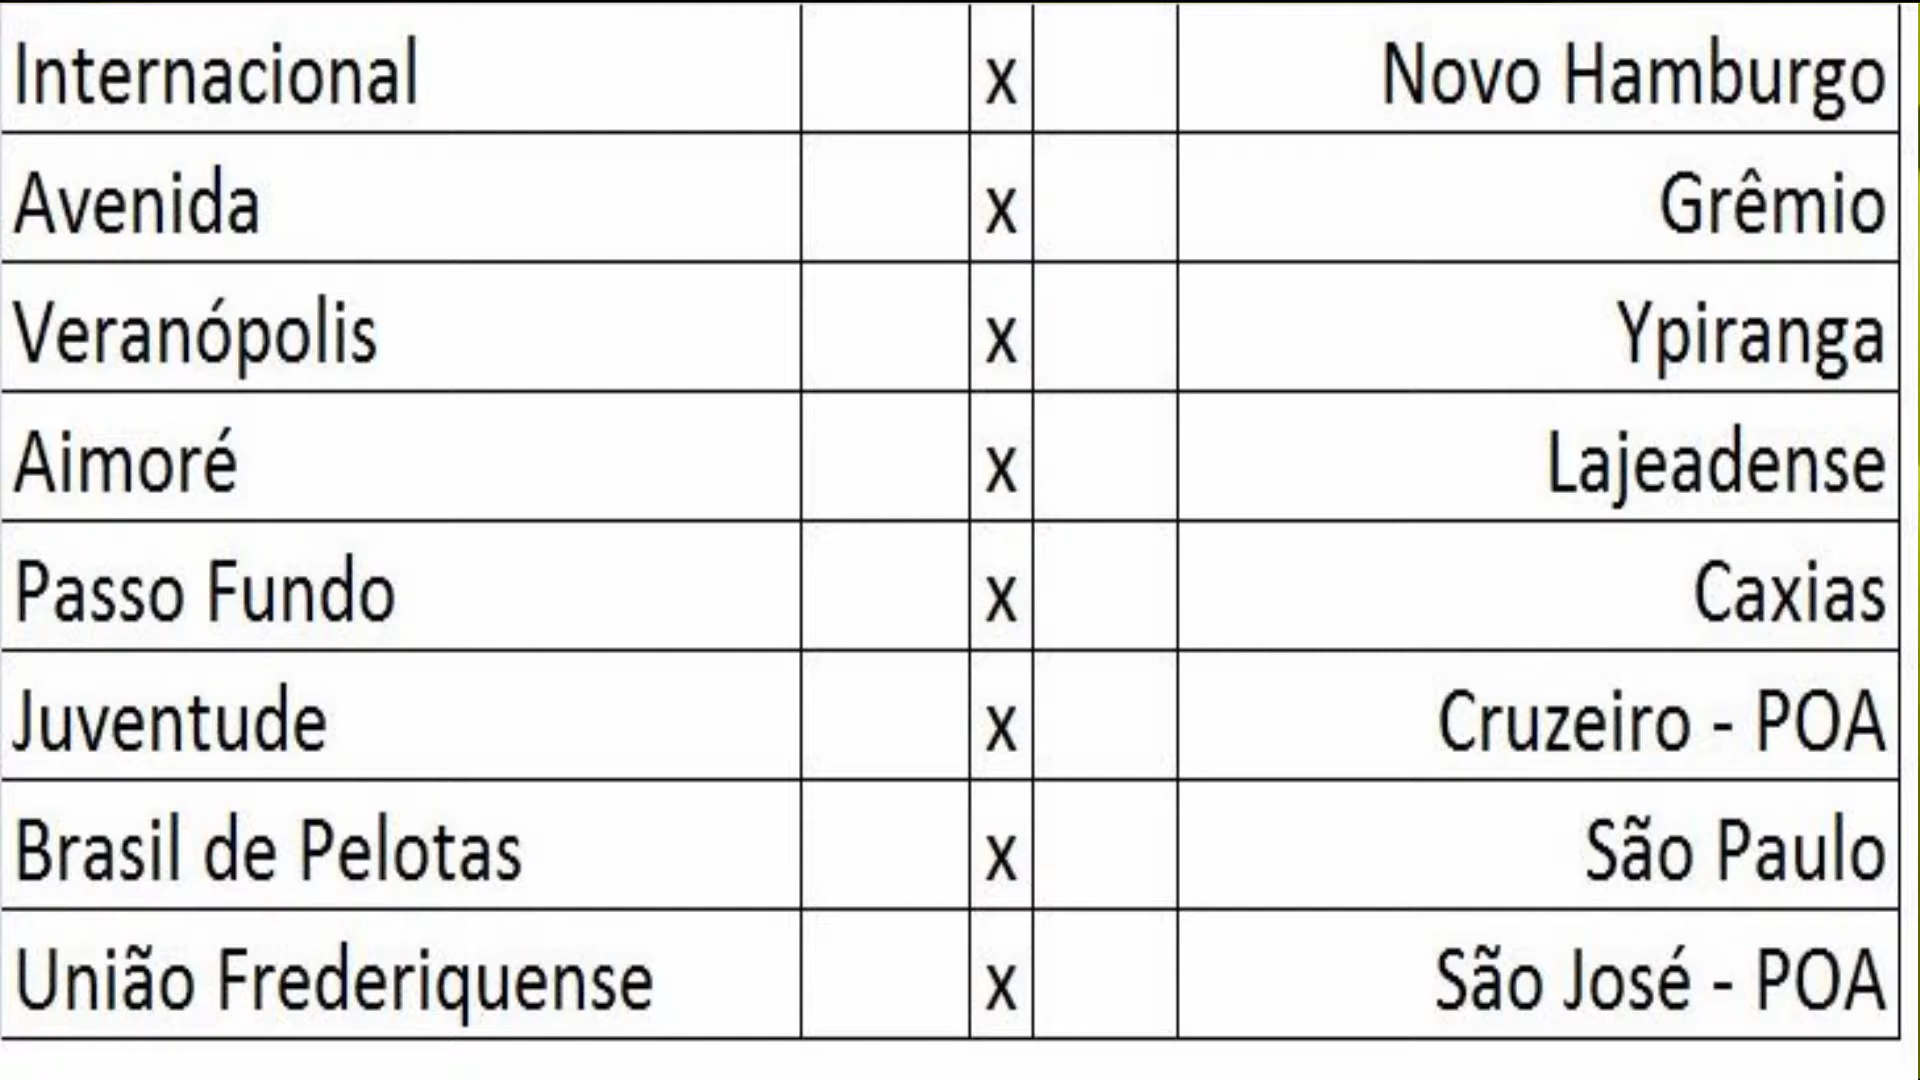 Internacional x Novo Hamburgo
Avenida x Grêmio
Veranópolis x Ypiranga
Aimoré x Lajeadense
Passo Fundo x Caxias
Juventude x Cruzeiro - POA
Brasil de Pelotas x São Paulo
União Frederiquense x São José - POA